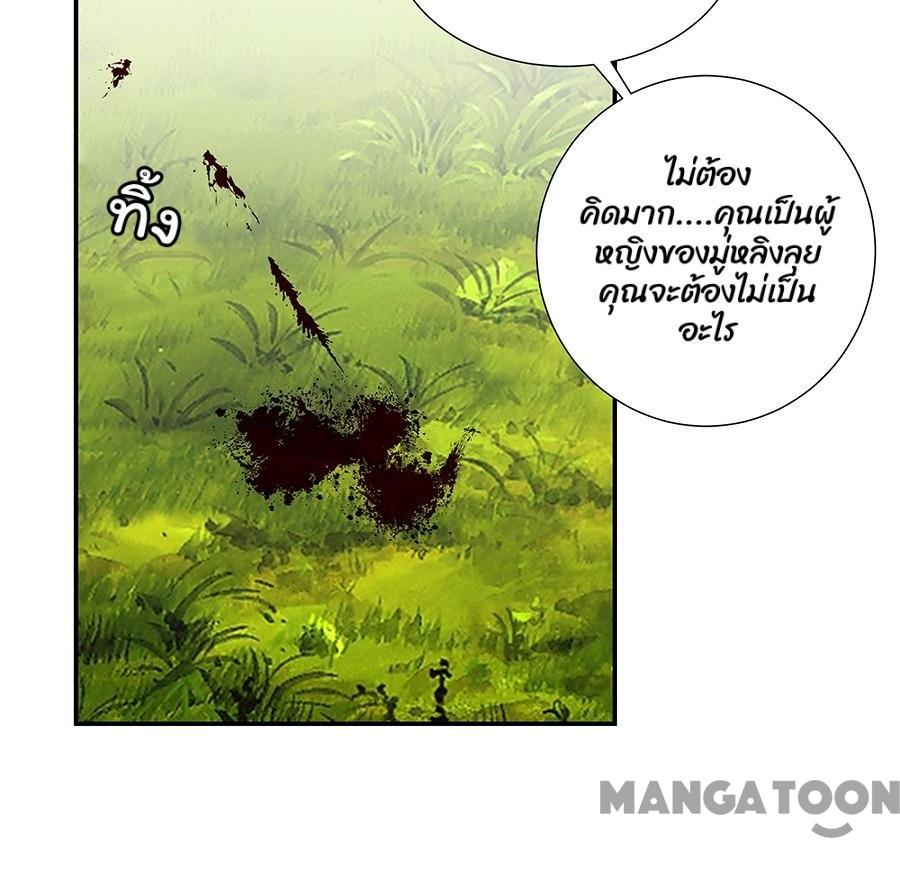 ไม่ต้อง
คิดมาก....คุณเป็นผู้
หญิงของมู่หลิงลุย
คุณจะต้องไม่เป็น
อะไร
ทิ้ง
MANGATOON